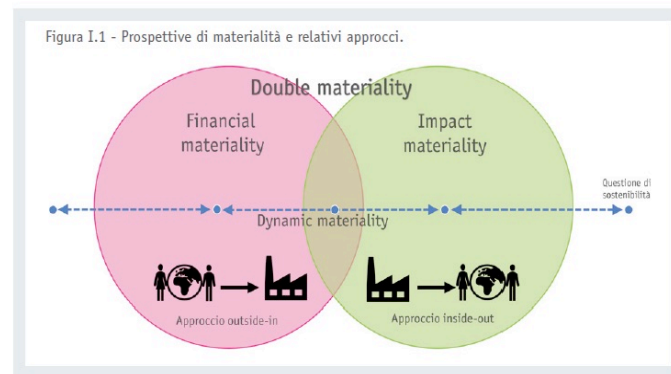 Figura I.1 - Prospettive di materialità e relativi approcci.
Double materiality
Financial
materiality
Impact
materiality
Questione di
sostenibilità
Dynamic materiality
Approccio outside-in
Approccio inside-out